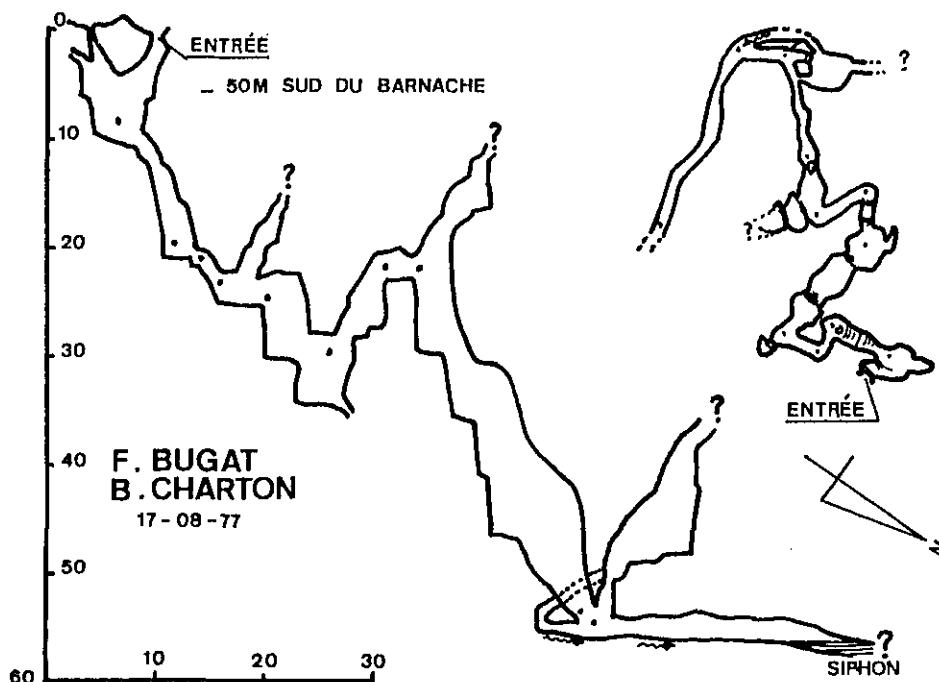 0
ENTRÉE
_ 50M SUD DU BARNACHE
?
10
?
?
20
?
30
?
ENTRÉE
40
F. BUGAT
B. CHARTON
17-08-77
N
50
?
SIPHON
60
10
20
30